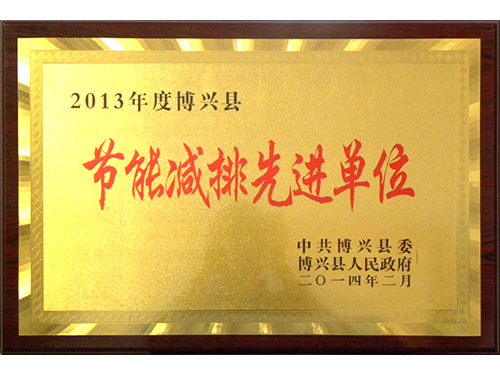 2013年度博兴县
节能减排先进单位
中共博兴县委
博兴县人民政府
二〇一四年二月